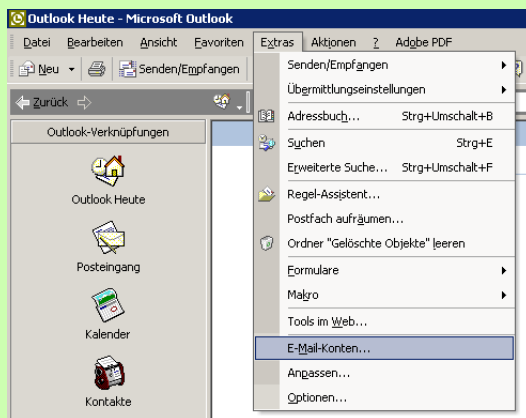 Outlook Heute - Microsoft Outlook
Datei Bearbeiten Ansicht Favoriten Extras Aktionen ? Adobe PDF
Neu Senden/Empfangen
Zurück
Outlook-Verknüpfungen
Outlook Heute
Posteingang
Kalender
Kontakte
Senden/Empfangen
Übermittlungseinstellungen
Adressbuch... Strg+Umschalt+B
Suchen Strg+E
Erweiterte Suche... Strg+Umschalt+F
Regel-Assistent...
Postfach aufräumen...
Ordner "Gelöschte Objekte" leeren
Formulare
Makro
Tools im Web...
E-Mail-Konten...
Anpassen...
Optionen...